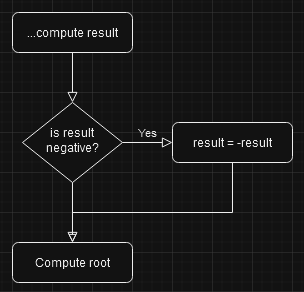 ...compute result
is result
negative?
Yes
result = -result
Compute root